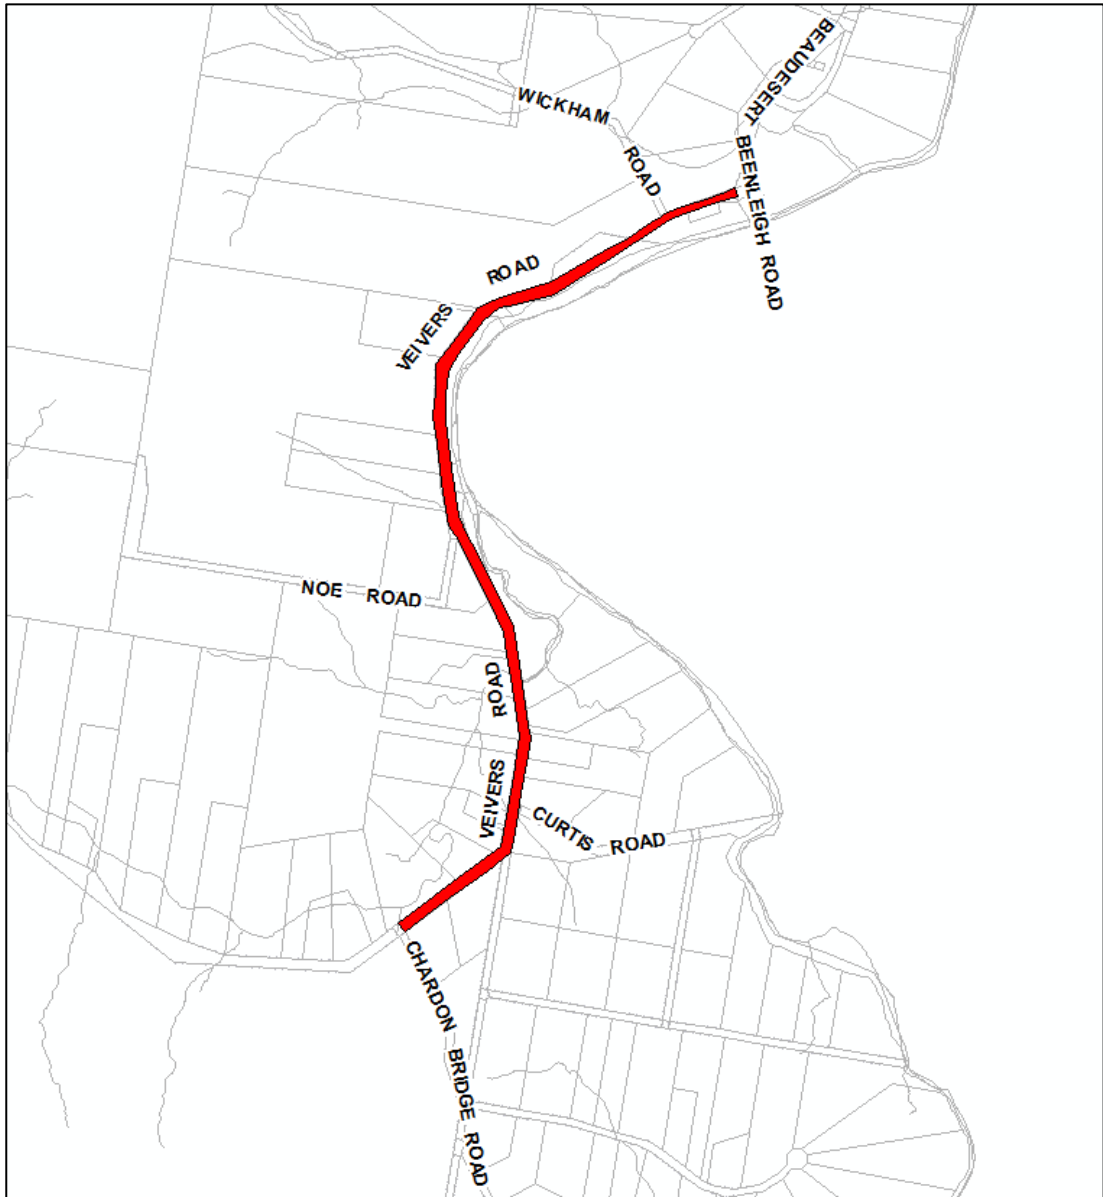 BEAUDESERT
BEENLEIGH ROAD
WICKHAM
ROAD
VEIVERS
ROAD
NOE ROAD
VEIVERS
ROAD
CURTIS ROAD
CHARDON BRIDGE ROAD